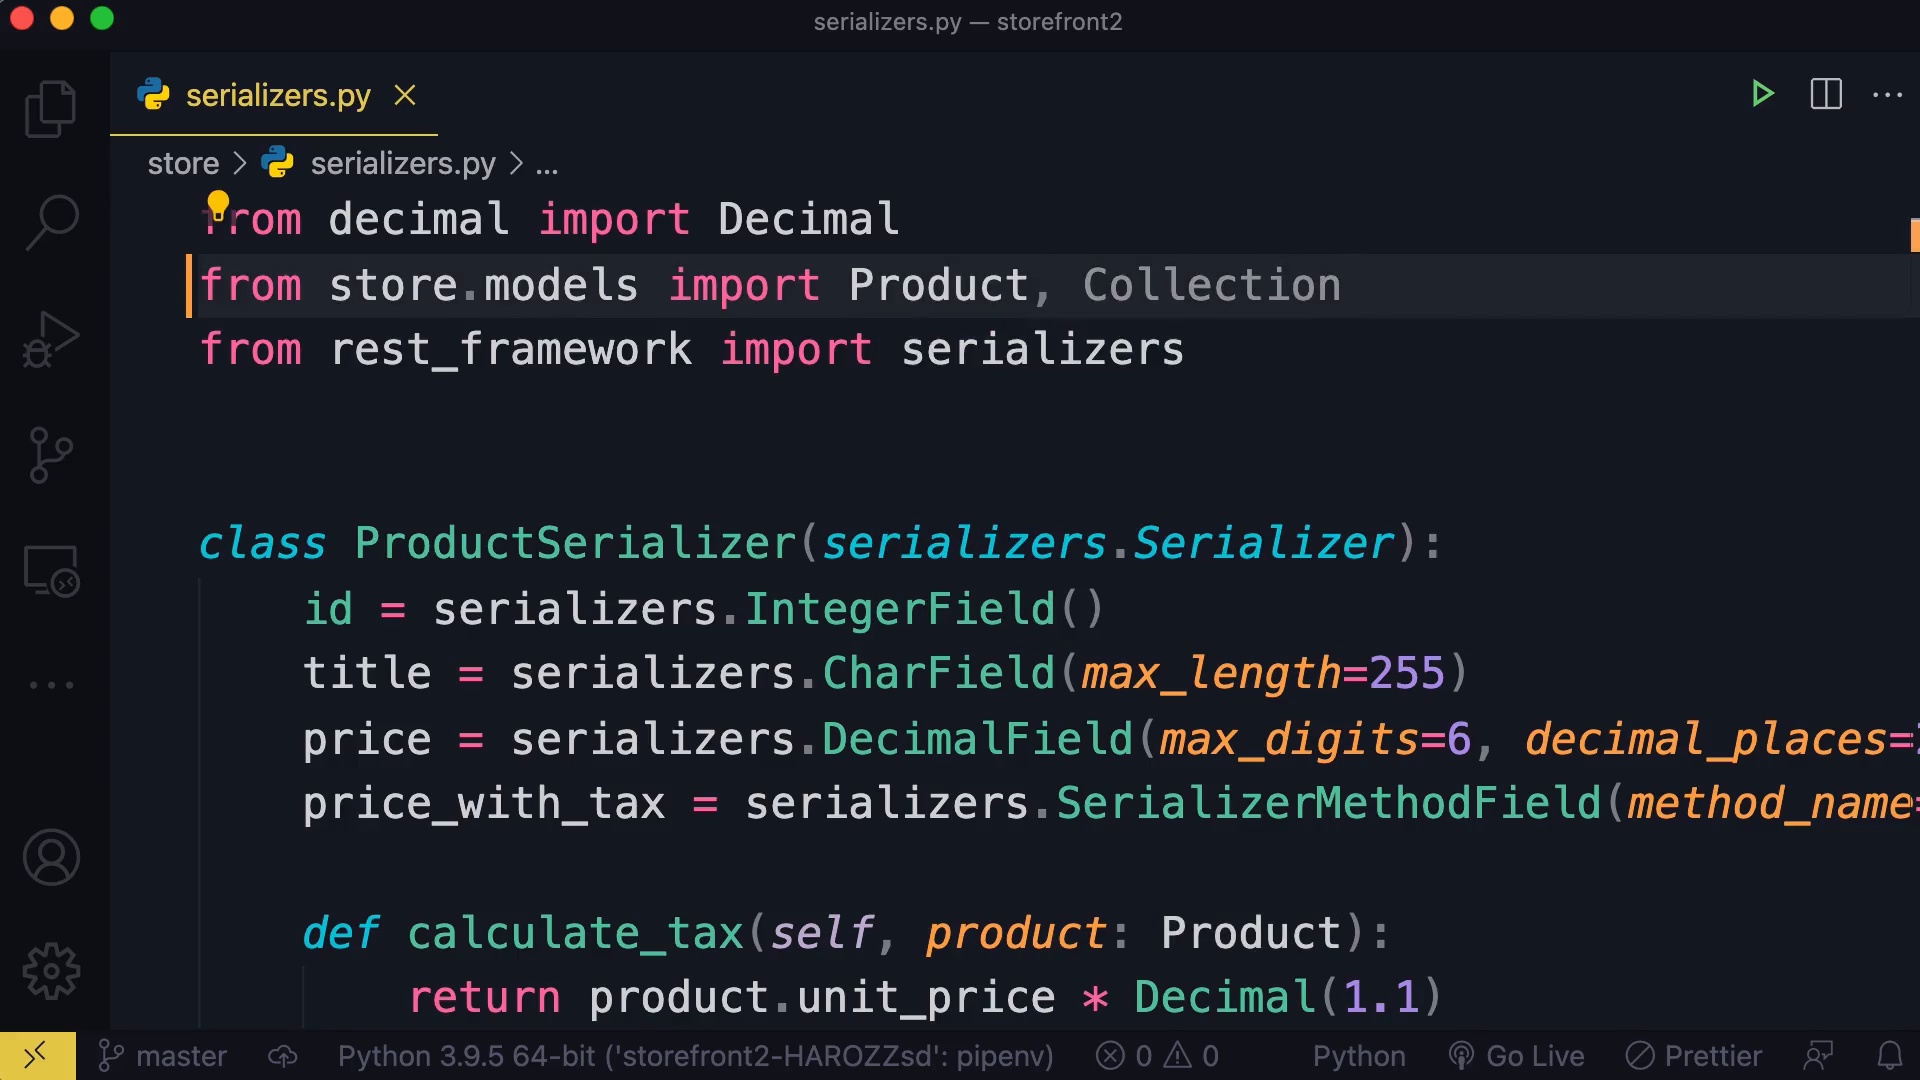 serializers.py — storefront2
serializers.py
store > serializers.py > ...
from decimal import Decimal
from store.models import Product, Collection
from rest_framework import serializers
class ProductSerializer(serializers.Serializer):
id = serializers.IntegerField()
title = serializers.CharField(max_length=255)
price = serializers.DecimalField(max_digits=6, decimal_places=
price_with_tax = serializers.SerializerMethodField(method_name=
def calculate_tax(self, product: Product):
return product.unit_price * Decimal(1.1)
master Python 3.9.5 64-bit ('storefront2-HAROZZsd': pipenv) 0 0 Python Go Live Prettier